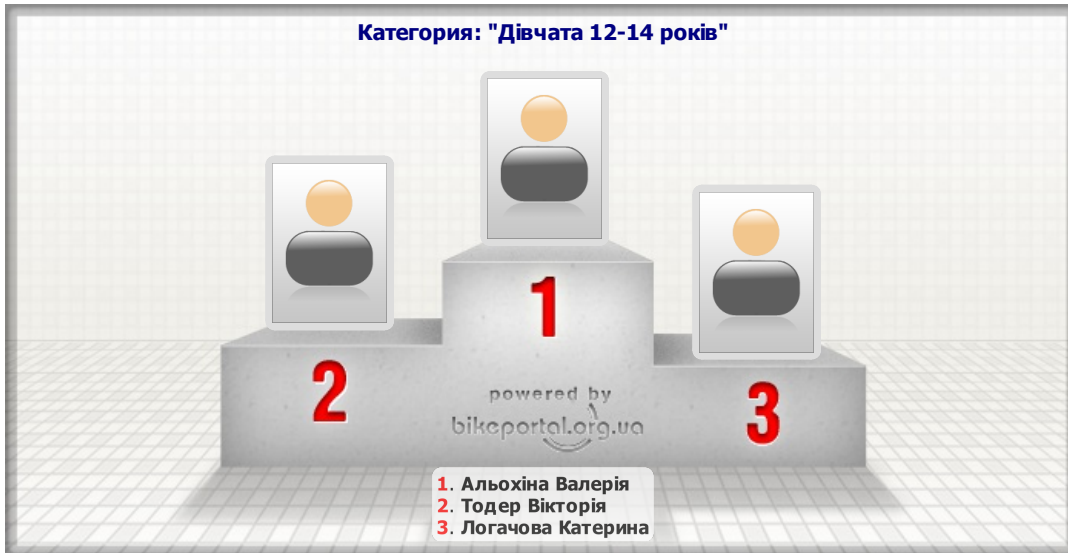 Категория: "Дівчата 12-14 років"
1
2
3
powered by
bikeportal.org.ua
1. Альохіна Валерія
2. Тодер Вікторія
3. Логачова Катерина